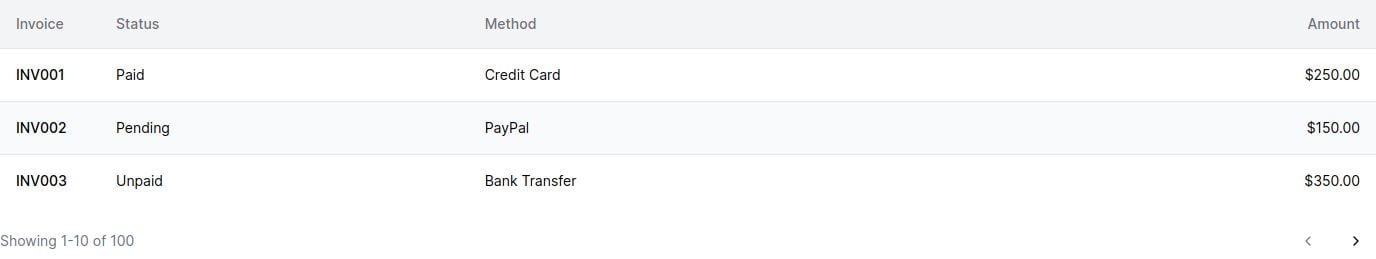 Invoice Status Method Amount
INV001 Paid Credit Card $250.00
INV002 Pending PayPal $150.00
INV003 Unpaid Bank Transfer $350.00
Showing 1-10 of 100